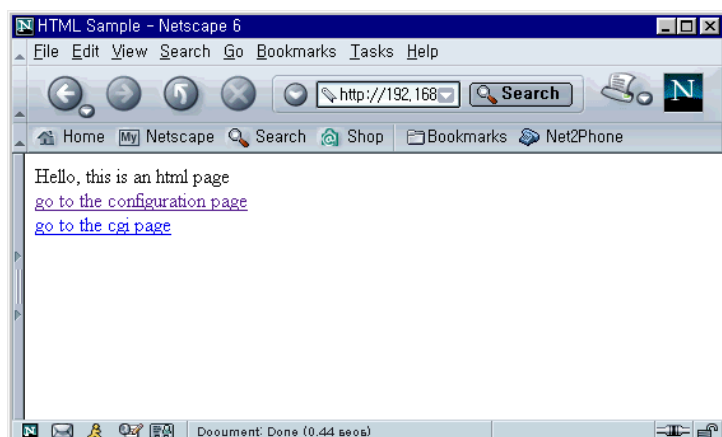 HTML Sample - Netscape 6
File Edit View Search Go Bookmarks Tasks Help
http://192,168 Search N
Home My Netscape Search Shop Bookmarks Net2Phone
Hello, this is an html page
go to the configuration page
go to the cgi page
N Document: Done (0.44 secs)